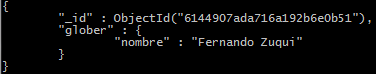 {
        "_id" : ObjectId("6144907ada716a192b6e0b51"),
        "glober" : {
                "nombre" : "Fernando Zuqui"
        }
}